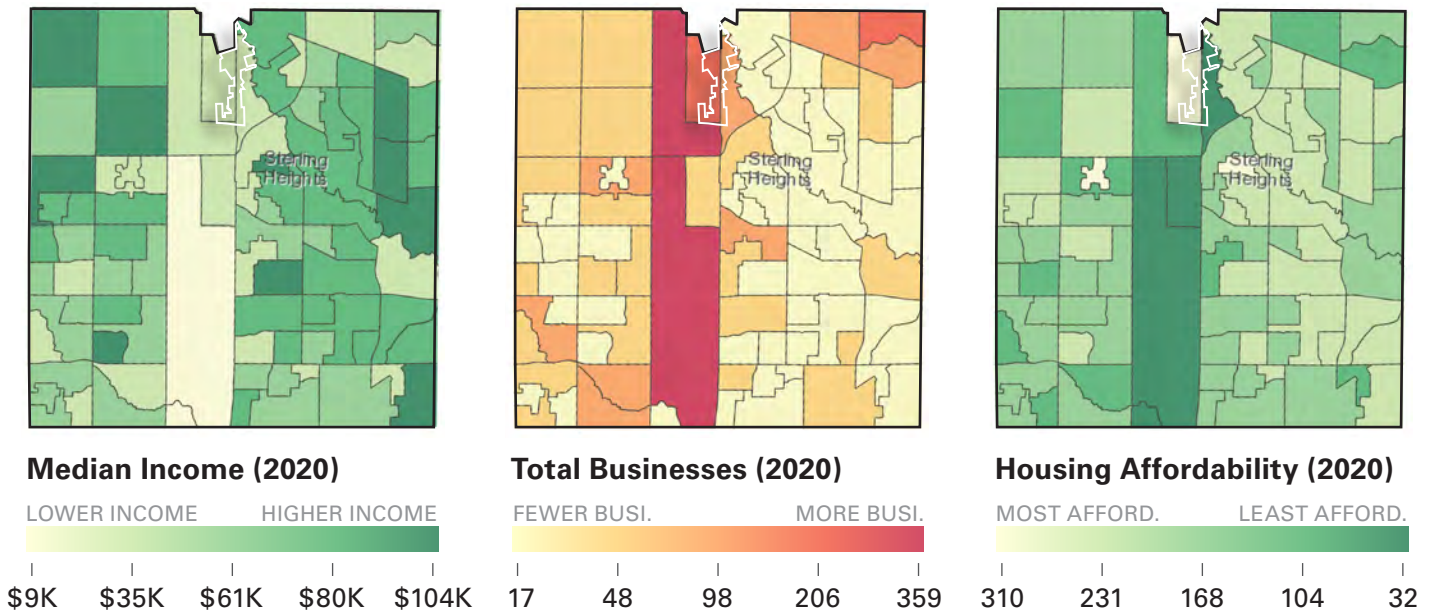 Sterling
Heights
Sterling
Heights
Sterling
Heights
Median Income (2020)
LOWER INCOME HIGHER INCOME
$9K $35K $61K $80K $104K
Total Businesses (2020)
FEWER BUSI. MORE BUSI.
17 48 98 206 359
Housing Affordability (2020)
MOST AFFORD. LEAST AFFORD.
310 231 168 104 32